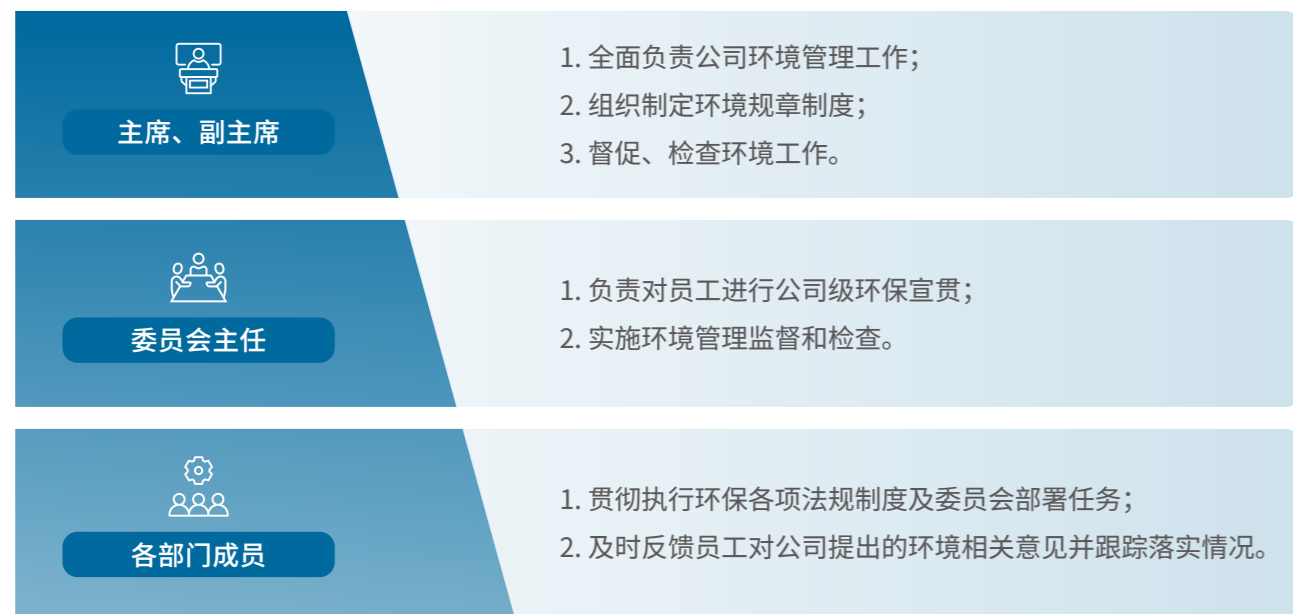 主席、副主席
1. 全面负责公司环境管理工作；
2. 组织制定环境规章制度；
3. 督促、检查环境工作。
委员会主任
1. 负责对员工进行公司级环保宣贯；
2. 实施环境管理监督和检查。
各部门成员
1. 贯彻执行环保各项法规制度及委员会部署任务；
2. 及时反馈员工对公司提出的环境相关意见并跟踪落实情况。